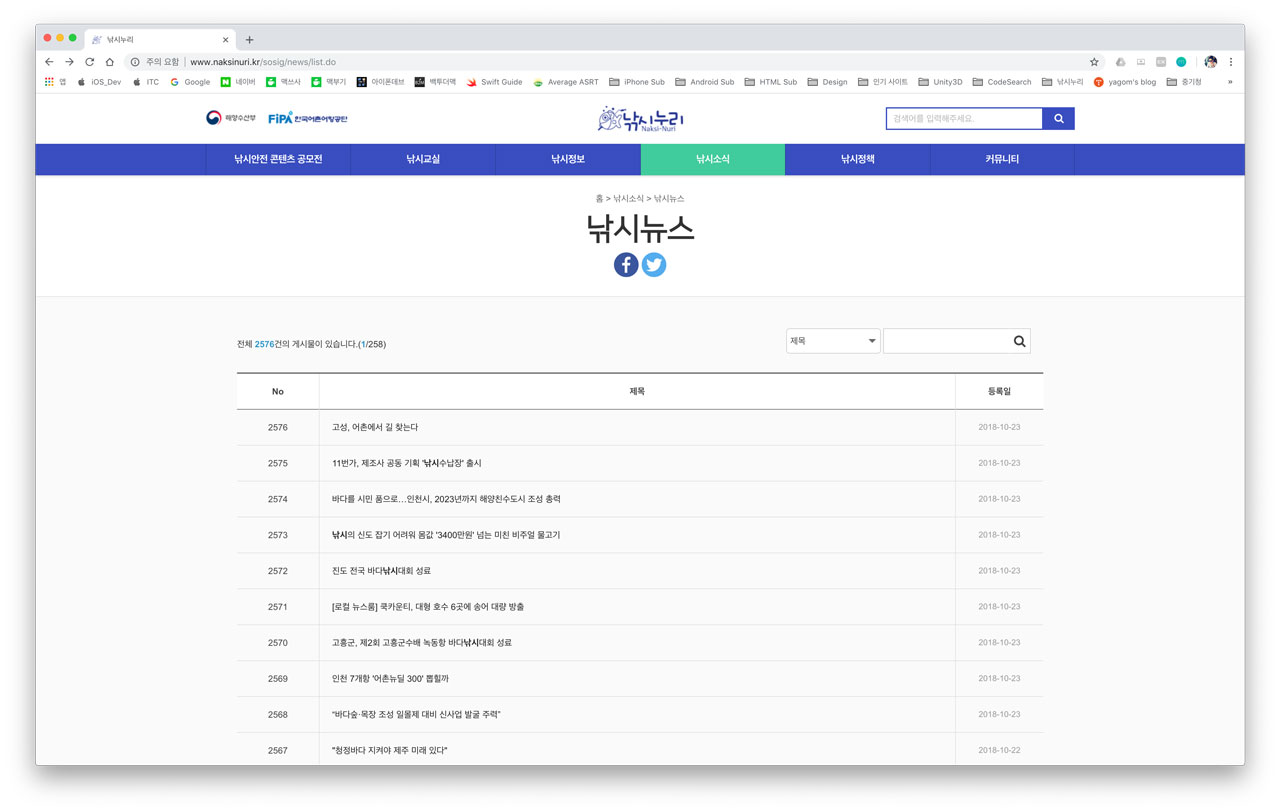 낚시누리
주의 요함 | www.naksinuri.kr/sosig/news/list.do
앱 iOS_Dev ITC Google 네이버 맥쓰사 맥부기 아이폰데브 백투더맥 Swift Guide Average ASRT iPhone Sub Android Sub HTML Sub Design 인기 사이트 Unity3D CodeSearch 낚시누리 yagom's blog 중기청 »
해양수산부 FiPA 한국어촌어항공단 낚시누리 Naksi-Nuri 검색어를 입력해주세요.
낚시안전 콘텐츠 공모전 낚시교실 낚시정보 낚시소식 낚시정책 커뮤니티
홈 > 낚시소식 > 낚시뉴스
낚시뉴스
전체 2576건의 게시물이 있습니다.(1/258) 제목
No 제목 등록일
2576 고성, 어촌에서 길 찾는다 2018-10-23
2575 11번가, 제조사 공동 기획 '낚시수납장' 출시 2018-10-23
2574 바다를 시민 품으로…인천시, 2023년까지 해양친수도시 조성 총력 2018-10-23
2573 낚시의 신도 잡기 어려워 몸값 '3400만원' 넘는 미친 비주얼 물고기 2018-10-23
2572 진도 전국 바다낚시대회 성료 2018-10-23
2571 [로컬 뉴스룸] 쿡카운티, 대형 호수 6곳에 송어 대량 방출 2018-10-23
2570 고흥군, 제2회 고흥군수배 녹동항 바다낚시대회 성료 2018-10-23
2569 인천 7개항 '어촌뉴딜 300' 뽑힐까 2018-10-23
2568 “바다숲·목장 조성 일몰제 대비 신사업 발굴 주력” 2018-10-23
2567 "청정바다 지켜야 제주 미래 있다" 2018-10-22